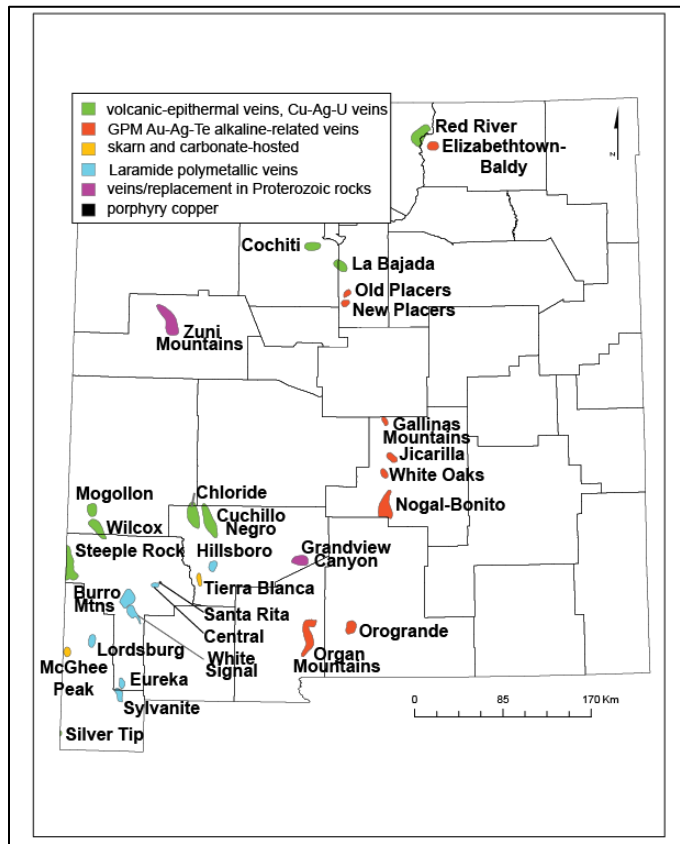 volcanic-epithermal veins, Cu-Ag-U veins
GPM Au-Ag-Te alkaline-related veins
skarn and carbonate-hosted
Laramide polymetallic veins
veins/replacement in Proterozoic rocks
porphyry copper
Red River
Elizabethtown-
Baldy
N
Cochiti
La Bajada
Old Placers
New Placers
Zuni
Mountains
Gallinas
Mountains
Jicarilla
White Oaks
Nogal-Bonito
Mogollon
Wilcox
Chloride
Cuchillo
Negro
Steeple Rock
Hillsboro
Grandview
Canyon
Tierra Blanca
Burro
Mtns
Santa Rita
Central
White
Signal
Lordsburg
McGhee
Peak
Eureka
Sylvanite
Silver Tip
Organ
Mountains
Orogrande
0 85 170 Km